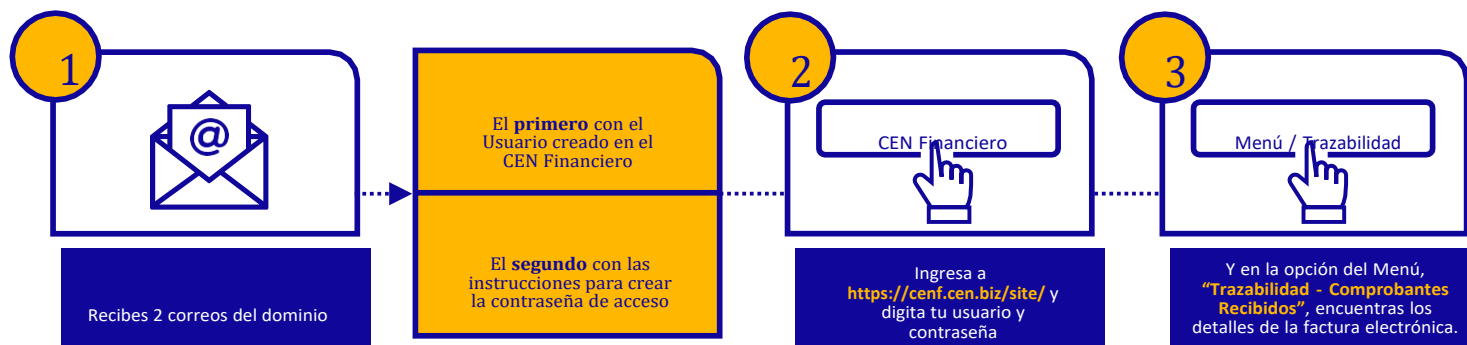 1
@
Recibes 2 correos del dominio
El primero con el
Usuario creado en el
CEN Financiero
El segundo con las
instrucciones para crear
la contraseña de acceso
2
CEN Financiero
Ingresa a
https://cenf.cen.biz/site/ y
digita tu usuario y
contraseña
3
Menú / Trazabilidad
Y en la opción del Menú,
“Trazabilidad - Comprobantes
Recibidos”, encuentras los
detalles de la factura electrónica.